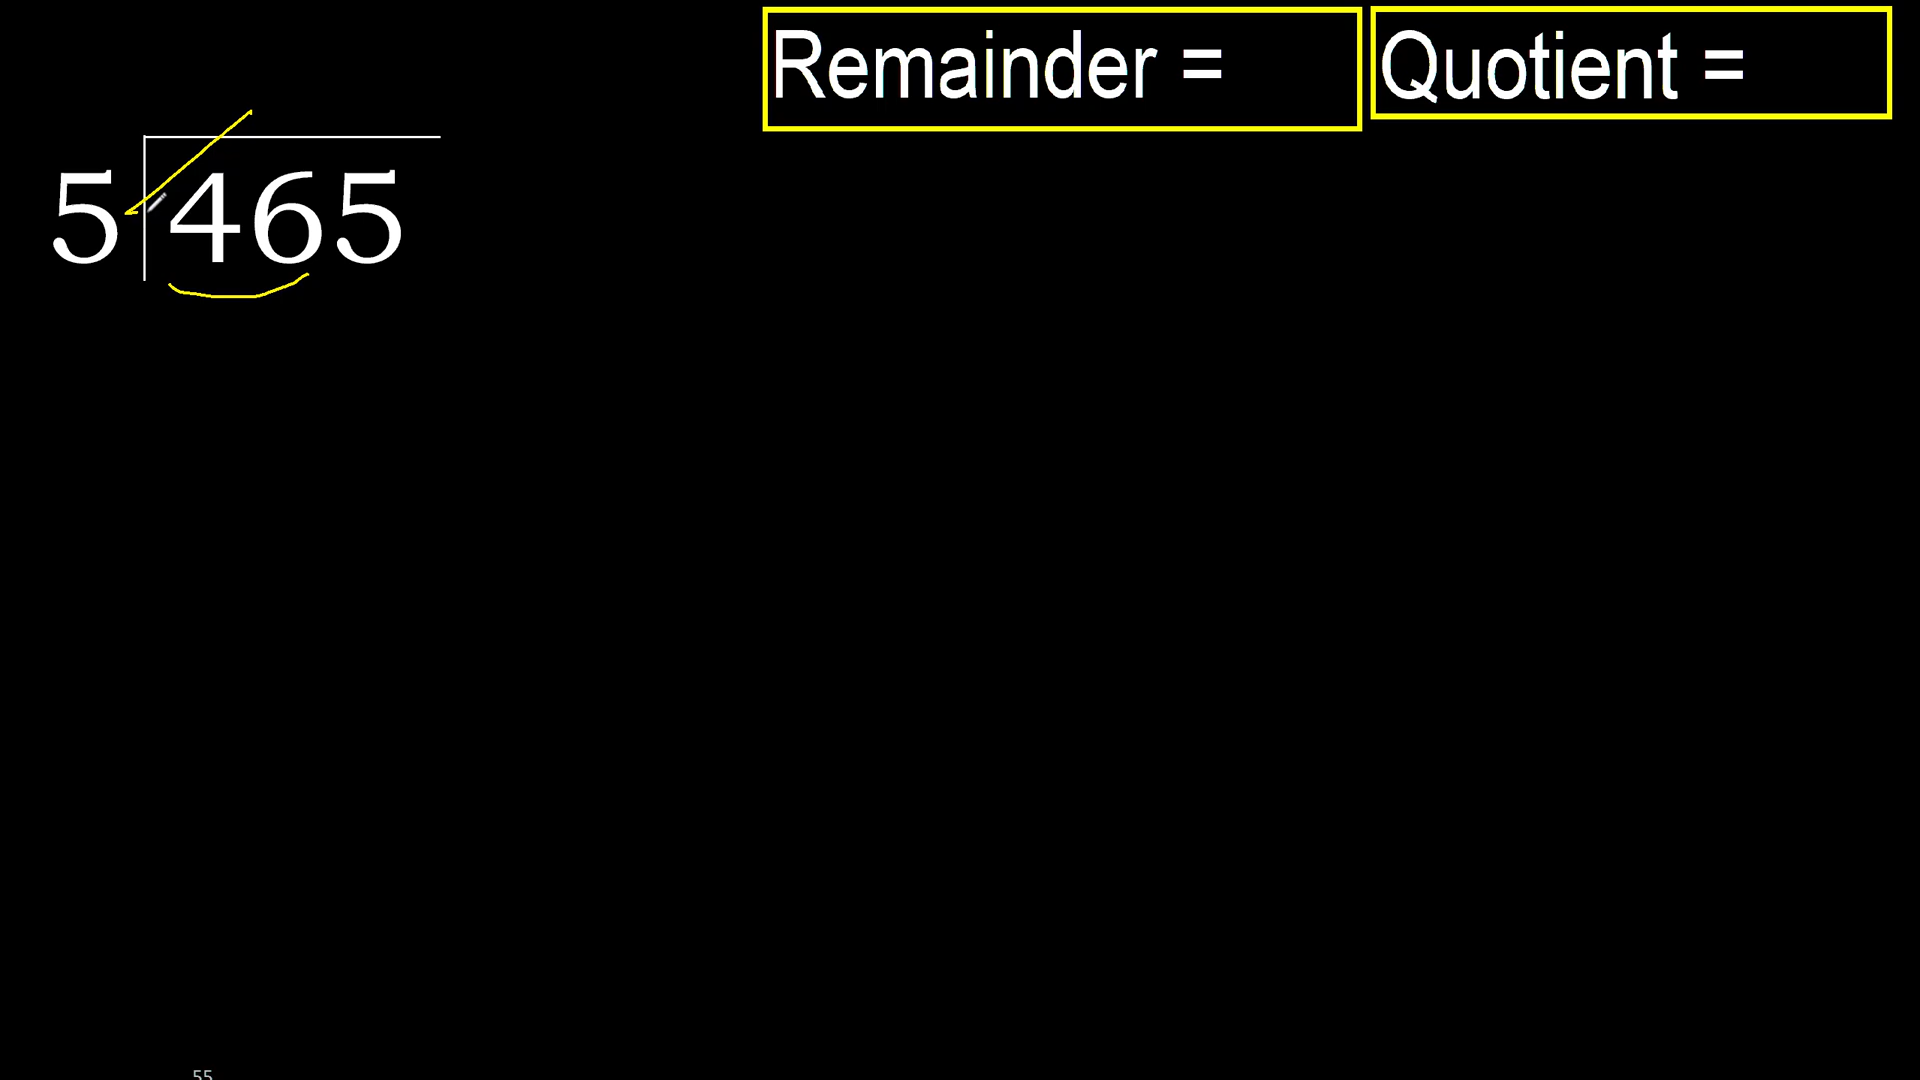 Remainder = Quotient =
5 465
55